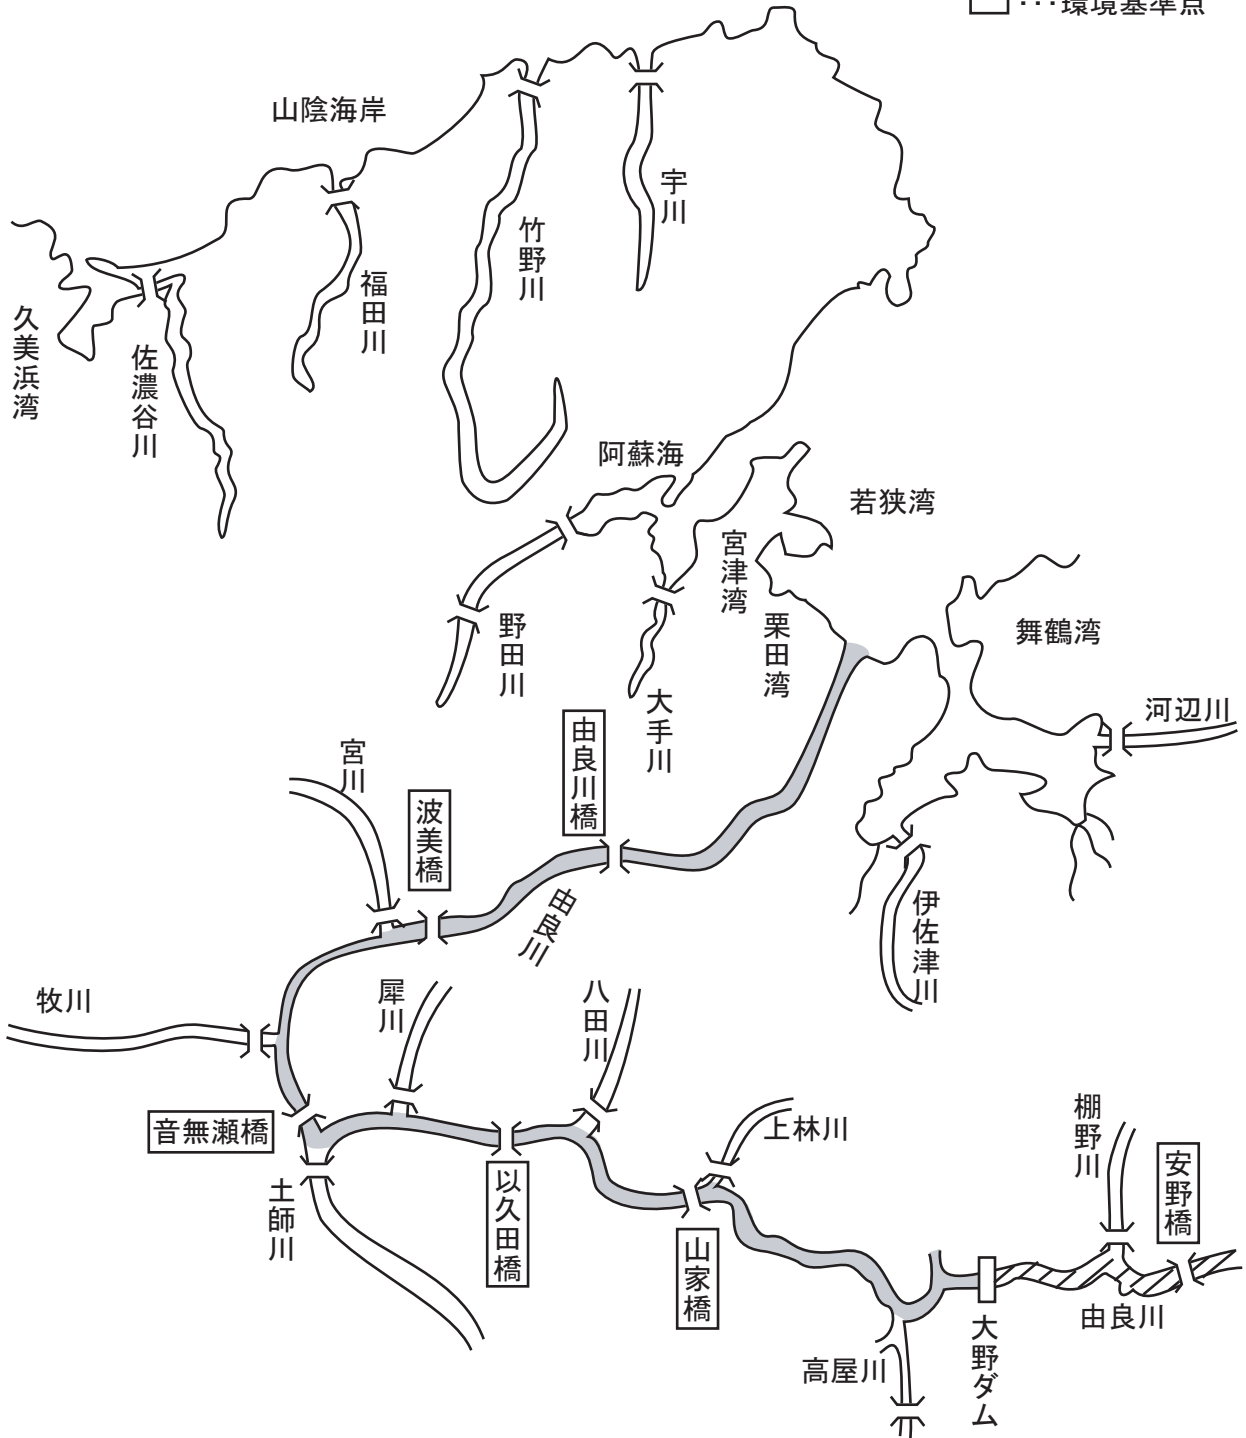 □ ･･･環境基準点
山陰海岸
宇川
竹野川
福田川
久美浜湾
佐濃谷川
阿蘇海
若狭湾
宮津湾
栗田湾
舞鶴湾
野田川
大手川
河辺川
由良川橋
宮川
波美橋
由良川
伊佐津川
牧川
犀川
八田川
音無瀬橋
上林川
棚野川
安野橋
土師川
以久田橋
山家橋
由良川
大野ダム
高屋川